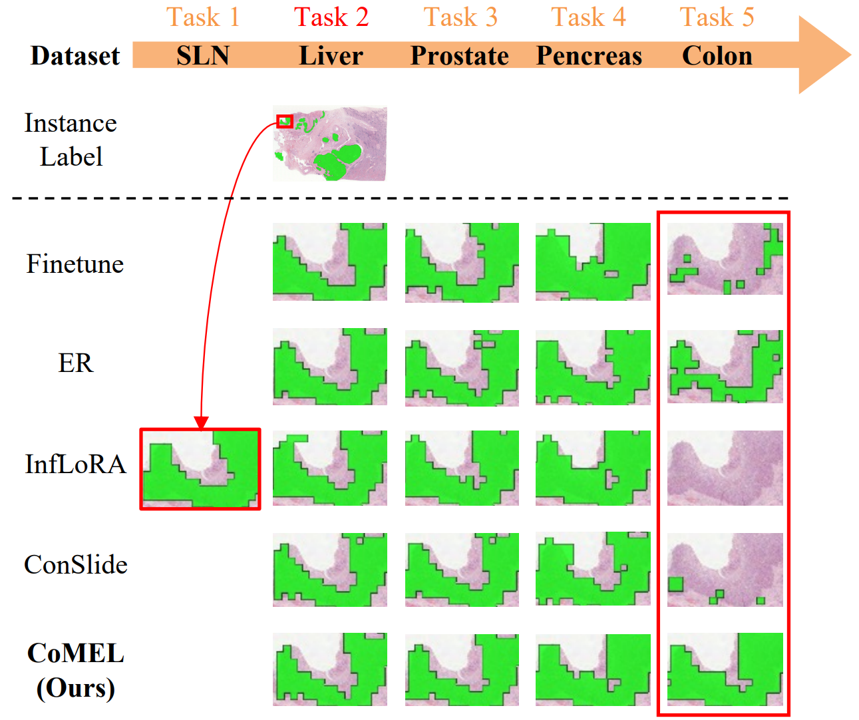 Task 1 Task 2 Task 3 Task 4 Task 5
Dataset SLN Liver Prostate Pencreas Colon
Instance
Label
Finetune
ER
InfLoRA
ConSlide
CoMEL
(Ours)